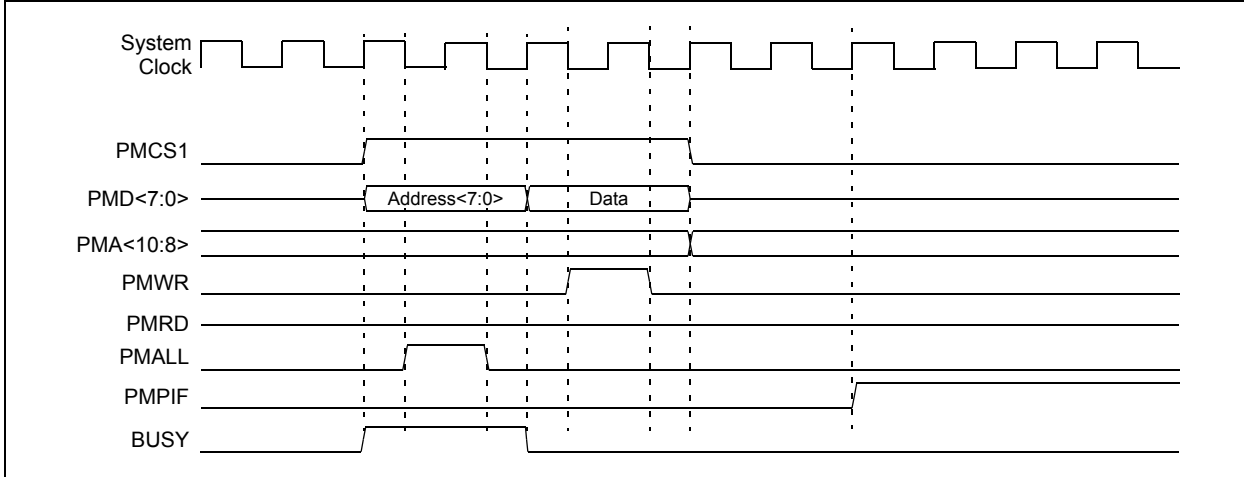 System
Clock
PMCS1
PMD<7:0> Address<7:0> Data
PMA<10:8>
PMWR
PMRD
PMALL
PMPIF
BUSY